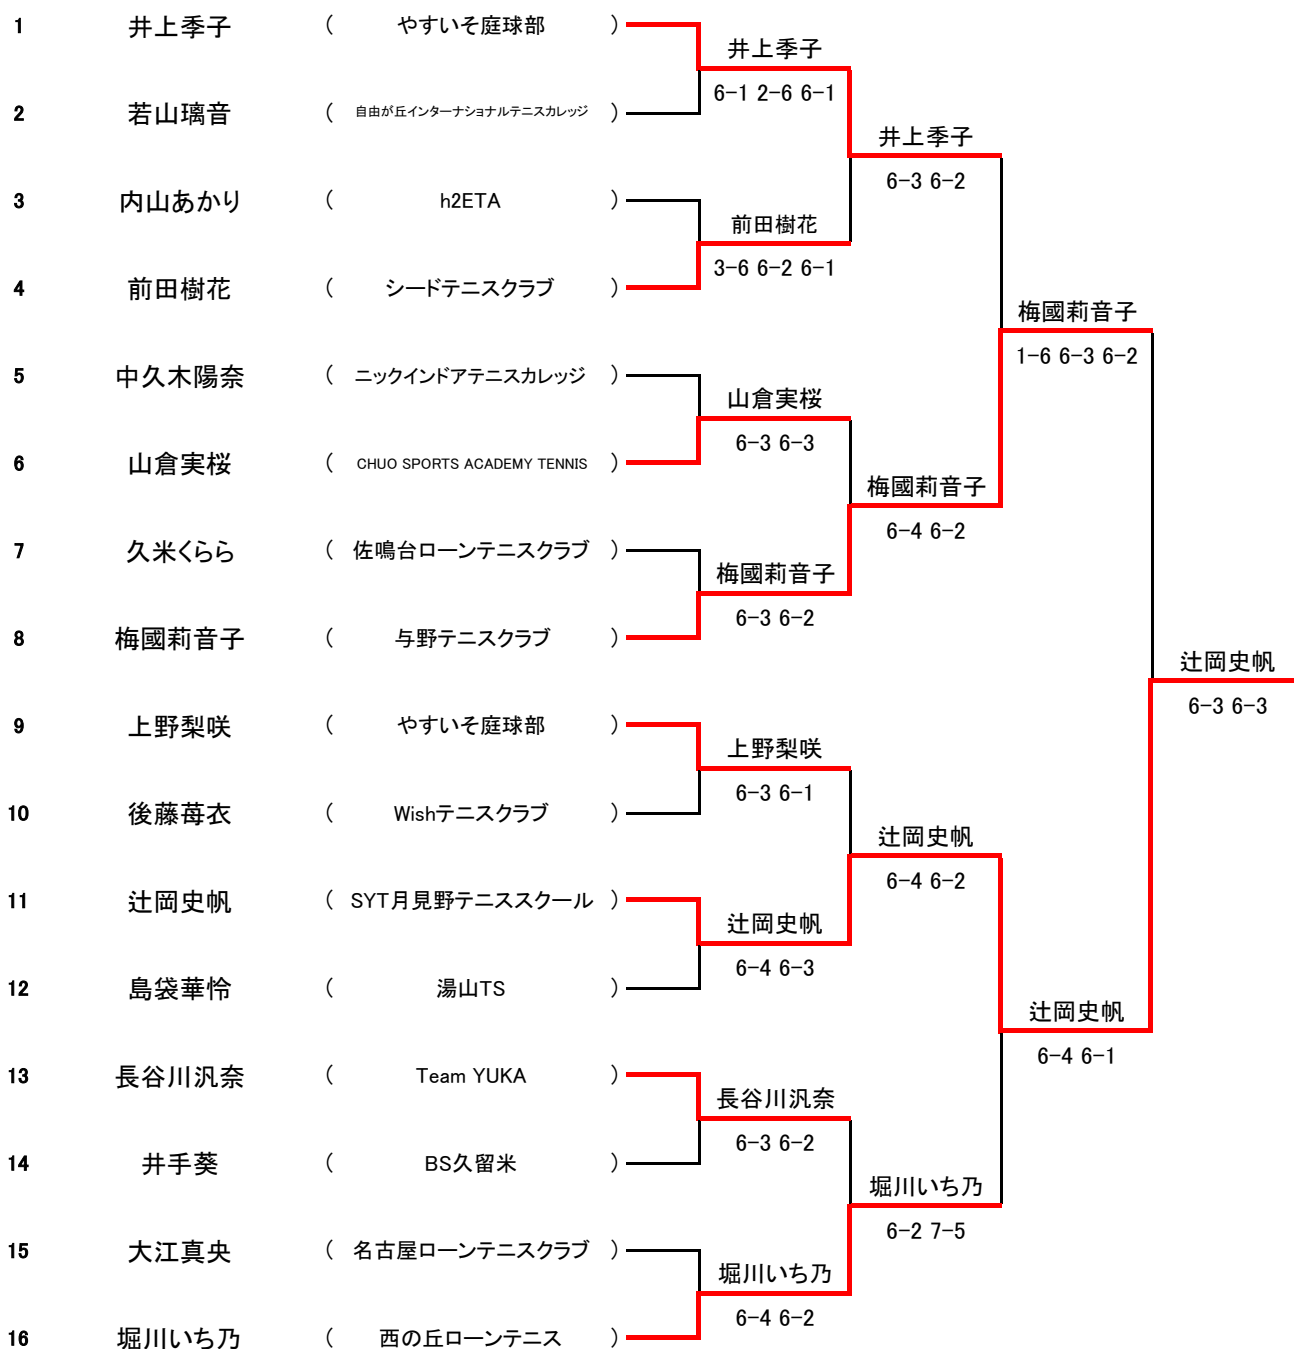 1 井上季子 ( やすいそ庭球部 )
井上季子
6-1 2-6 6-1
2 若山璃音 ( 自由が丘インターナショナルテニスカレッジ )
井上季子
6-3 6-2
3 内山あかり ( h2ETA )
前田樹花
3-6 6-2 6-1
4 前田樹花 ( シードテニスクラブ )
梅國莉音子
1-6 6-3 6-2
5 中久木陽奈 ( ニックインドアテニスカレッジ )
山倉実桜
6-3 6-3
6 山倉実桜 ( CHUO SPORTS ACADEMY TENNIS )
梅國莉音子
6-4 6-2
7 久米くらら ( 佐鳴台ローンテニスクラブ )
梅國莉音子
6-3 6-2
8 梅國莉音子 ( 与野テニスクラブ )
辻岡史帆
6-3 6-3
9 上野梨咲 ( やすいそ庭球部 )
上野梨咲
6-3 6-1
10 後藤苺衣 ( Wishテニスクラブ )
辻岡史帆
6-4 6-2
11 辻岡史帆 ( SYT月見野テニススクール )
辻岡史帆
6-4 6-3
12 島袋華怜 ( 湯山TS )
辻岡史帆
6-4 6-1
13 長谷川汎奈 ( Team YUKA )
長谷川汎奈
6-3 6-2
14 井手葵 ( BS久留米 )
堀川いち乃
6-2 7-5
15 大江真央 ( 名古屋ローンテニスクラブ )
堀川いち乃
6-4 6-2
16 堀川いち乃 ( 西の丘ローンテニス )